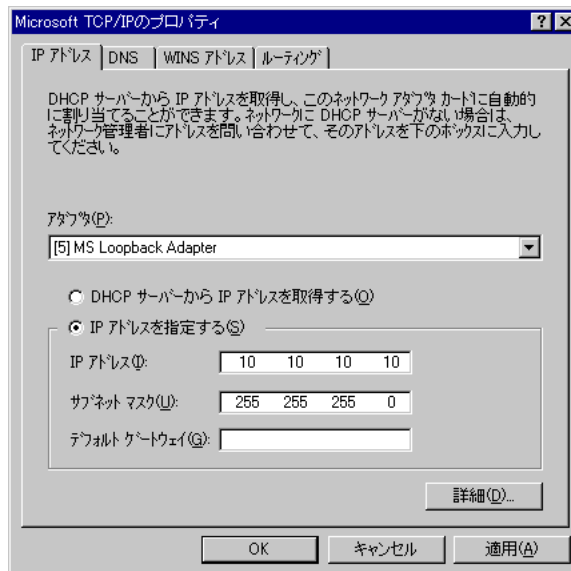 Microsoft TCP/IPのプロパティ
IP アドレス DNS WINS アドレス ルーティング
DHCP サーバーから IP アドレスを取得し、このネットワーク アダプタ カードに自動的
に割り当てることができます。ネットワークに DHCP サーバーがない場合は、
ネットワーク管理者にアドレスを問い合わせて、そのアドレスを下のボックスに入力し
てください。
アダプタ(P):
[5] MS Loopback Adapter
DHCP サーバーから IP アドレスを取得する(O)
IP アドレスを指定する(S)
IP アドレス(I): 10 10 10 10
サブネット マスク(U): 255 255 255 0
デフォルト ゲートウェイ(G):
詳細(D)...
OK キャンセル 適用(A)